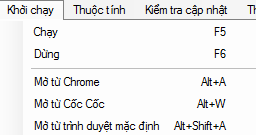 Khởi chạy Thuộc tính Kiểm tra cập nhật
Chạy F5
Dừng F6
Mở từ Chrome Alt+A
Mở từ Cốc Cốc Alt+W
Mở từ trình duyệt mặc định Alt+Shift+A